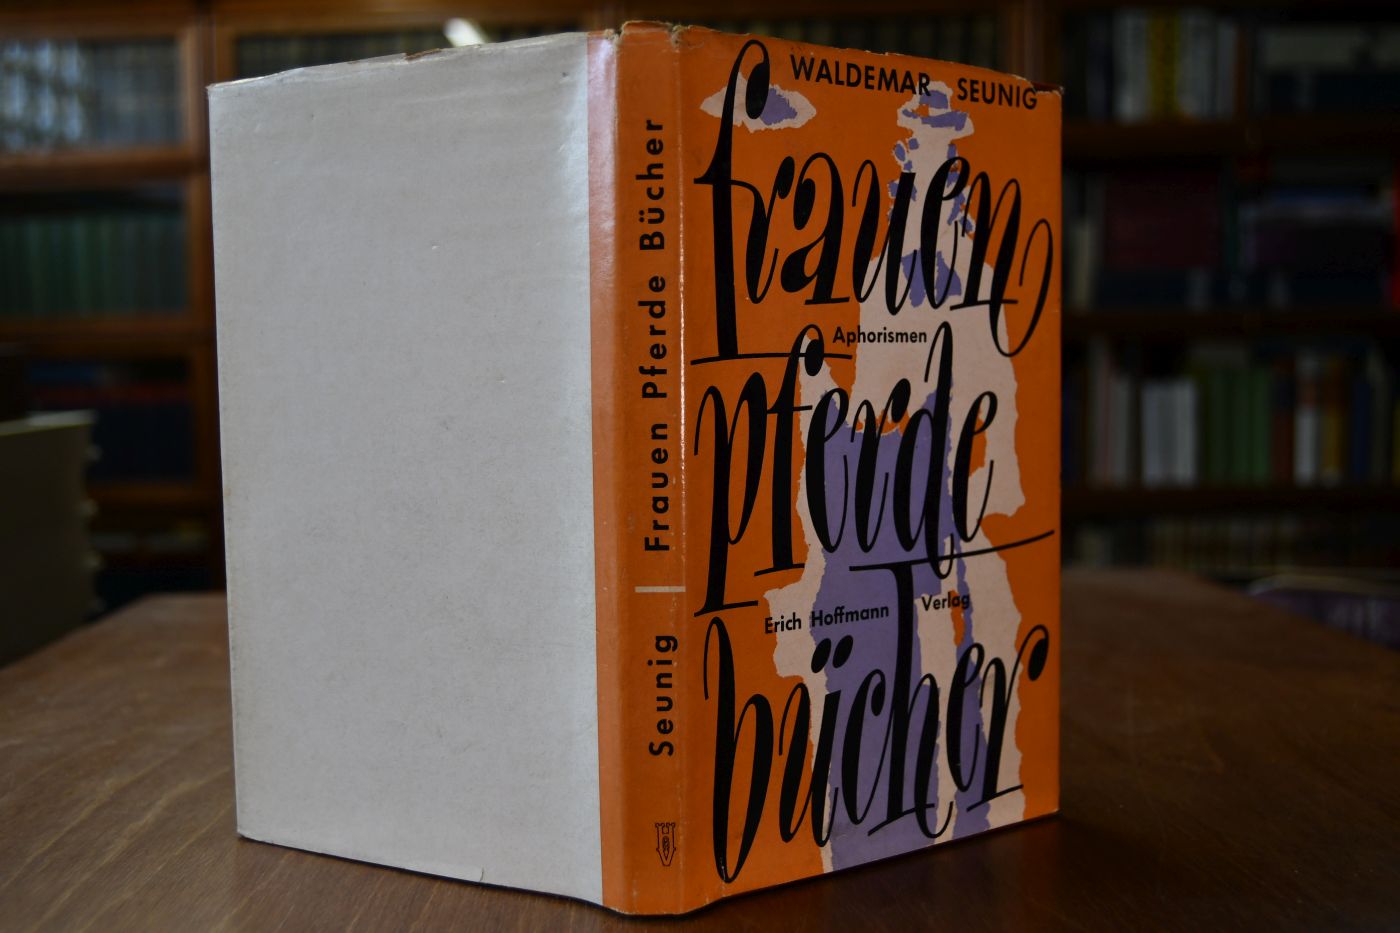 Seunig
Frauen Pferde Bücher
WALDEMAR SEUNIG
frauen
Aphorismen
pferde
Erich Hoffmann Verlag
bücher